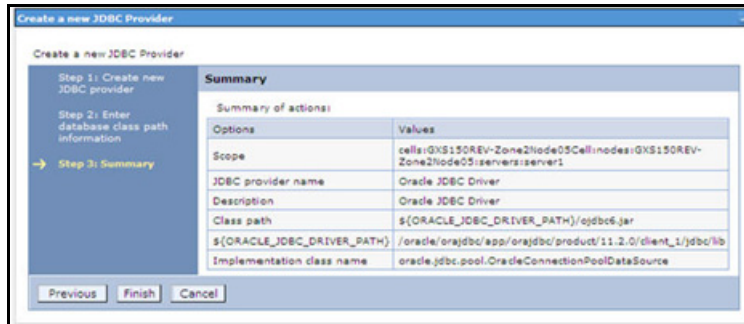 Create a new JDBC Provider
Create a new JDBC Provider
Step 1: Create new
JDBC provider
Step 2: Enter
database class path
information
Step 3: Summary
Summary
Summary of actions:
Options Values
Scope cells:GXS150REV-Zone2Node05Cell:nodes:GXS150REV-
Zone2Node05:servers:server1
JDBC provider name Oracle JDBC Driver
Description Oracle JDBC Driver
Class path ${ORACLE_JDBC_DRIVER_PATH}/ojdbc6.jar
${ORACLE_JDBC_DRIVER_PATH} /oracle/orajdbc/app/orajdbc/product/11.2.0/client_1/jdbc/lib
Implementation class name oracle.jdbc.pool.OracleConnectionPoolDataSource
Previous Finish Cancel